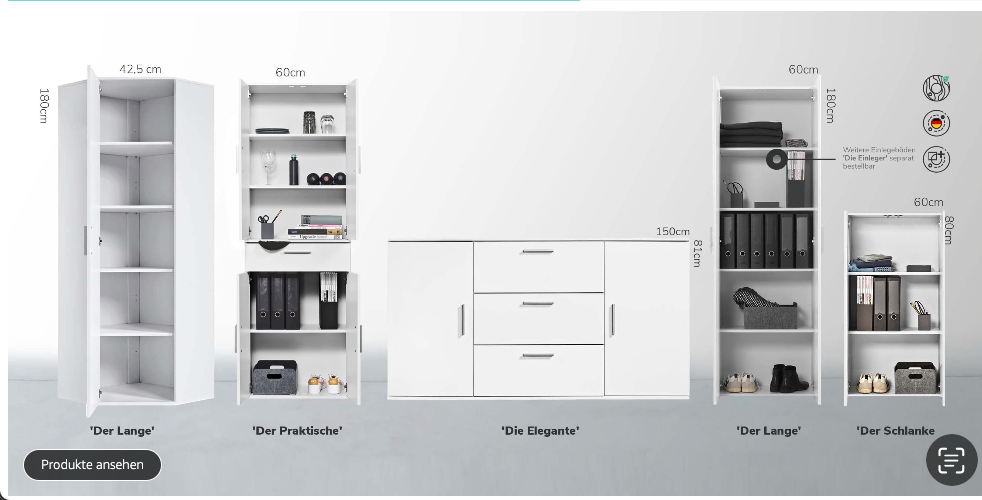 42,5 cm
180cm
60cm
150cm
81cm
60cm
180cm
Weitere Einlegeböden
'Die Einleger' separat
bestellbar
60cm
80cm
'Der Lange'
'Der Praktische'
'Die Elegante'
'Der Lange'
'Der Schlanke
Produkte ansehen